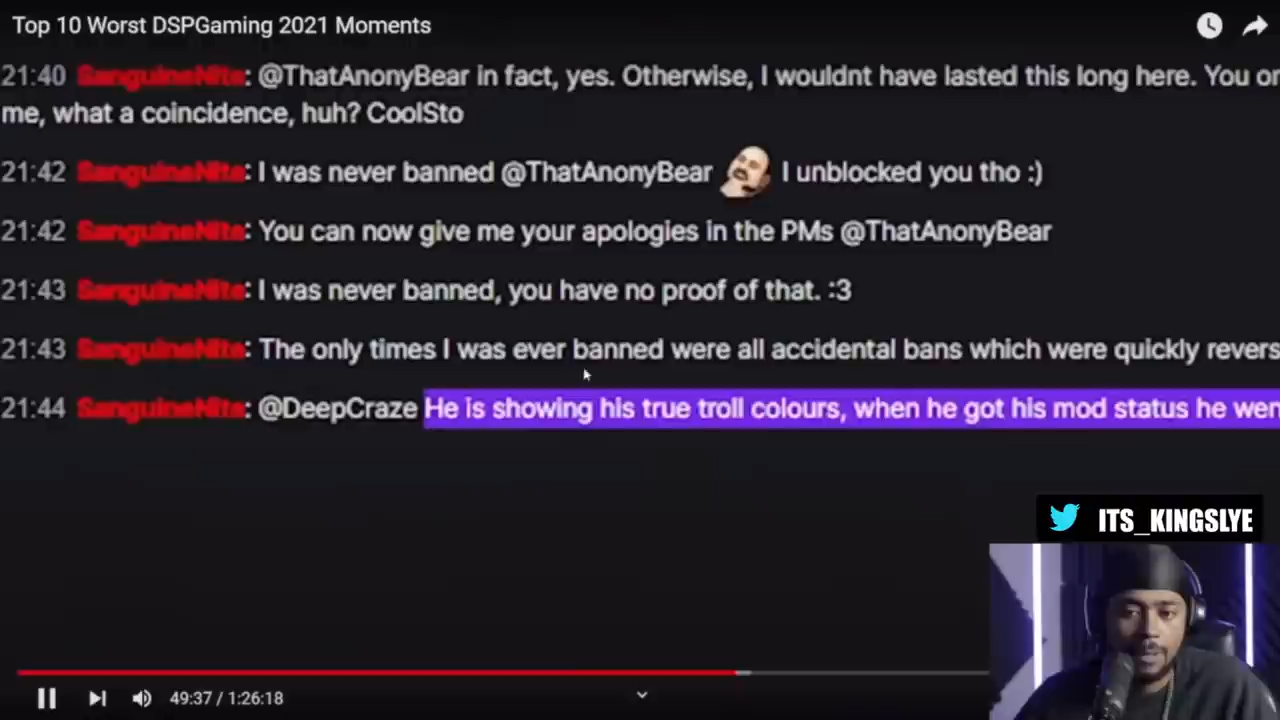 Top 10 Worst DSPGaming 2021 Moments
21:40 SanguineNite: @ThatAnonyBear in fact, yes. Otherwise, I wouldnt have lasted this long here. You
me, what a coincidence, huh? CoolSto
21:42 SanguineNite: I was never banned @ThatAnonyBear I unblocked you tho :)
21:42 SanguineNite: You can now give me your apologies in the PMs @ThatAnonyBear
21:43 SanguineNite: I was never banned, you have no proof of that. :3
21:43 SanguineNite: The only times I was ever banned were all accidental bans which were quickly revers
21:44 SanguineNite: @DeepCraze He is showing his true troll colours, when he got his mod status he wen
ITS_KINGSLYE
49:37 / 1:26:18